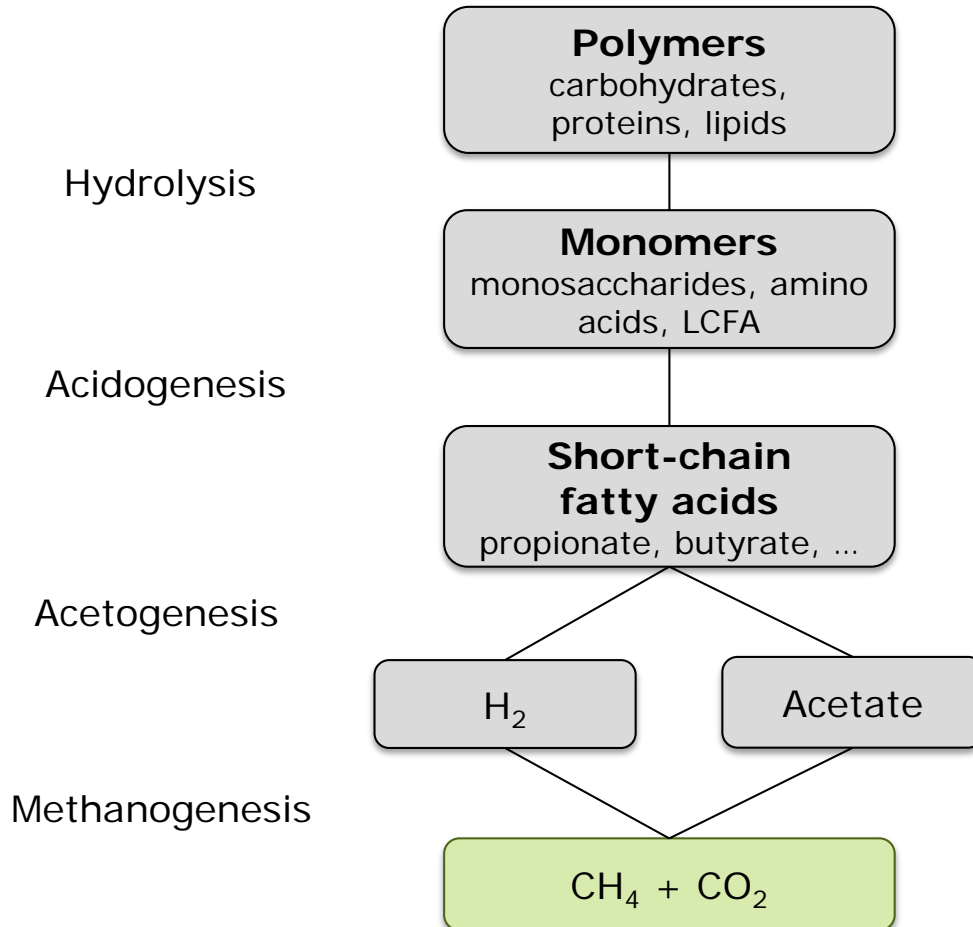 Polymers
carbohydrates,
proteins, lipids
Hydrolysis
Monomers
monosaccharides, amino
acids, LCFA
Acidogenesis
Short-chain
fatty acids
propionate, butyrate, ...
Acetogenesis
H₂
Acetate
Methanogenesis
CH₄ + CO₂